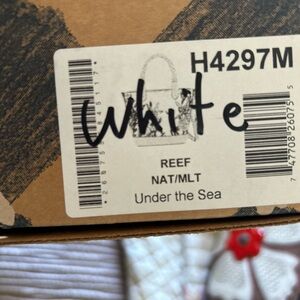 H4297M
White
REEF
NAT/MLT
Under the Sea